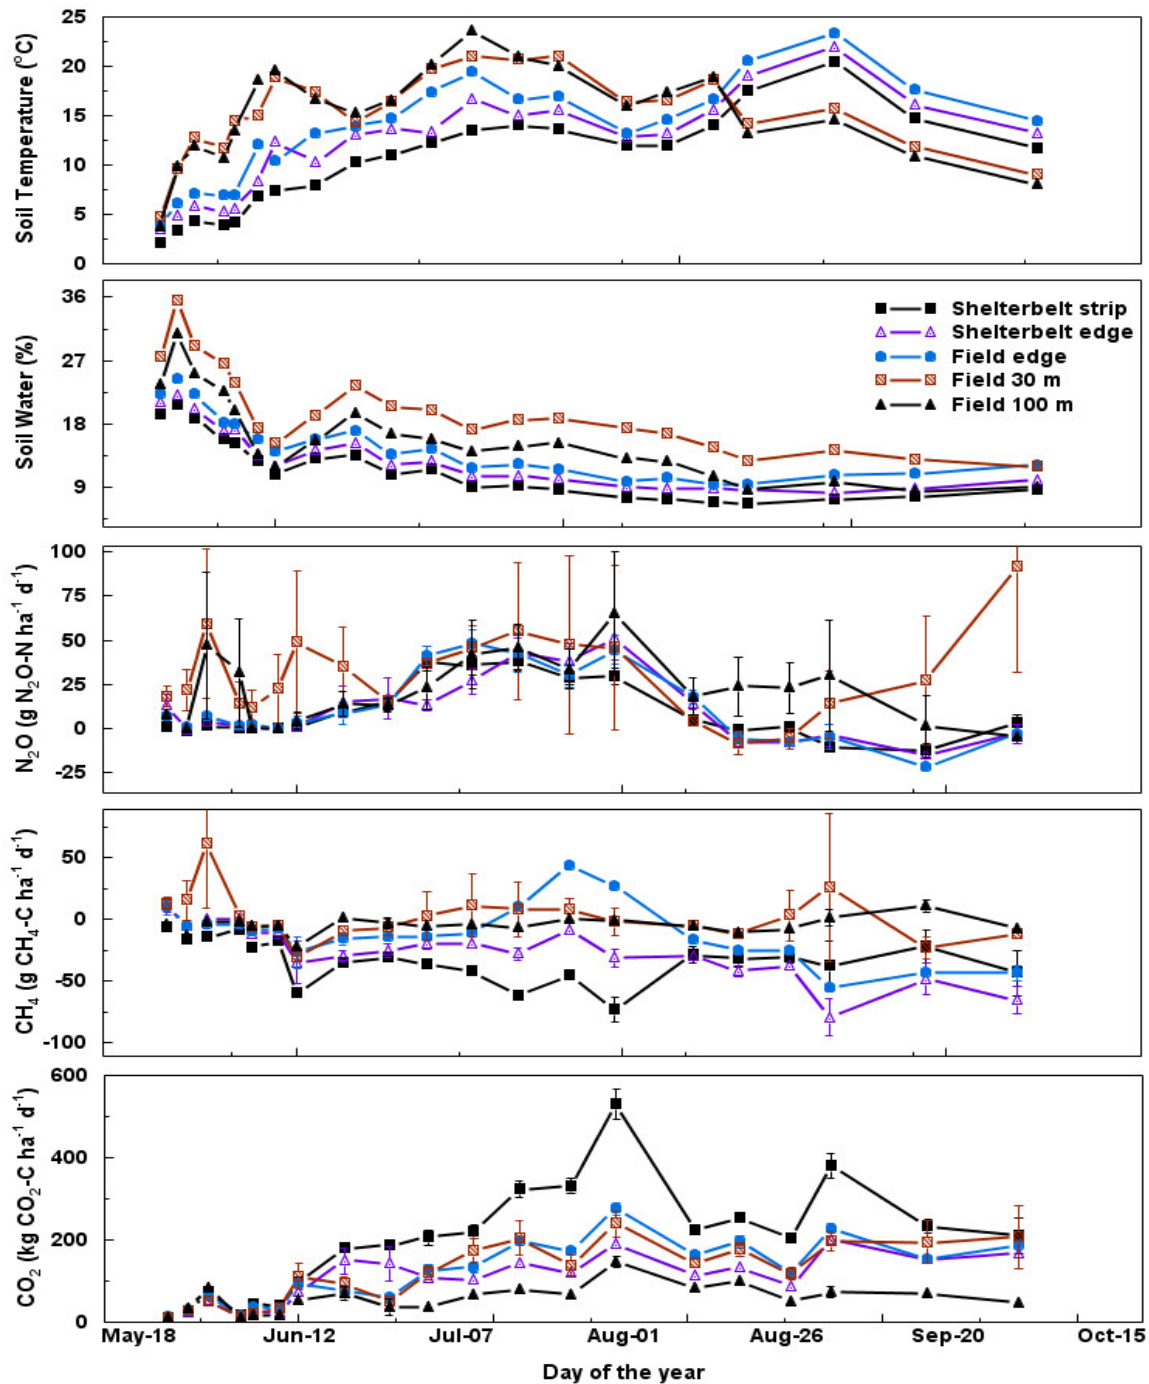 25
20
15
10
5
0
Soil Temperature (°C)
36
27
18
9
Soil Water (%)
Shelterbelt strip
Shelterbelt edge
Field edge
Field 30 m
Field 100 m
100
75
50
25
0
-25
N₂O (g N₂O-N ha⁻¹ d⁻¹)
50
0
-50
-100
CH₄ (g CH₄-C ha⁻¹ d⁻¹)
600
400
200
0
CO₂ (kg CO₂-C ha⁻¹ d⁻¹)
May-18 Jun-12 Jul-07 Aug-01 Aug-26 Sep-20 Oct-15
Day of the year